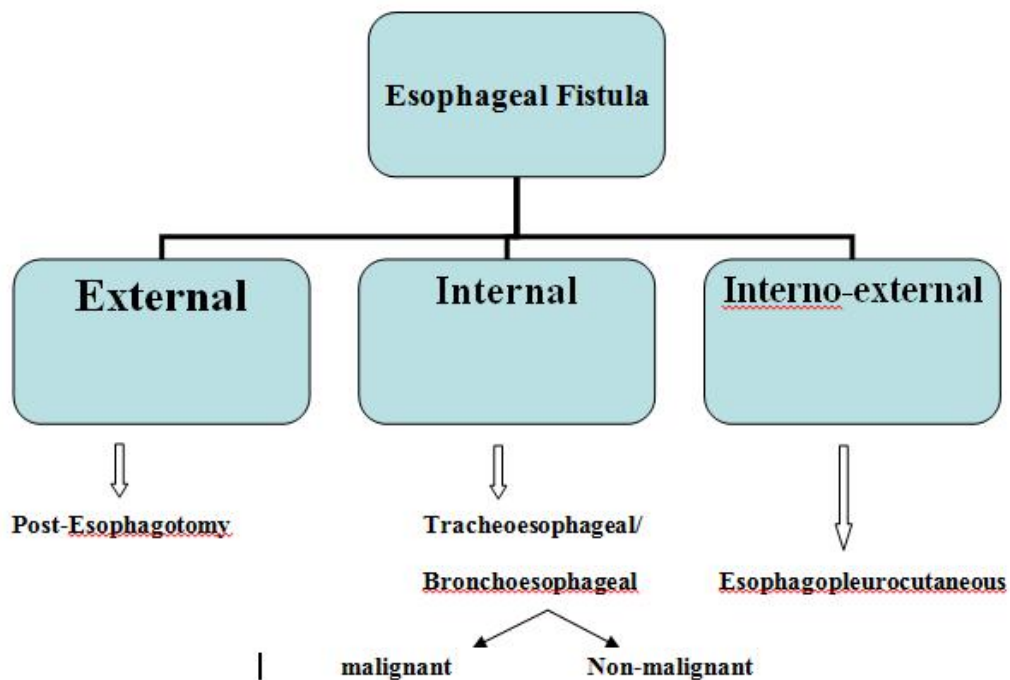 Esophageal Fistula
External
Internal
Interno-external
Post-Esophagotomy
Tracheoesophageal/
Bronchoesophageal
Esophagopleurocutaneous
malignant
Non-malignant